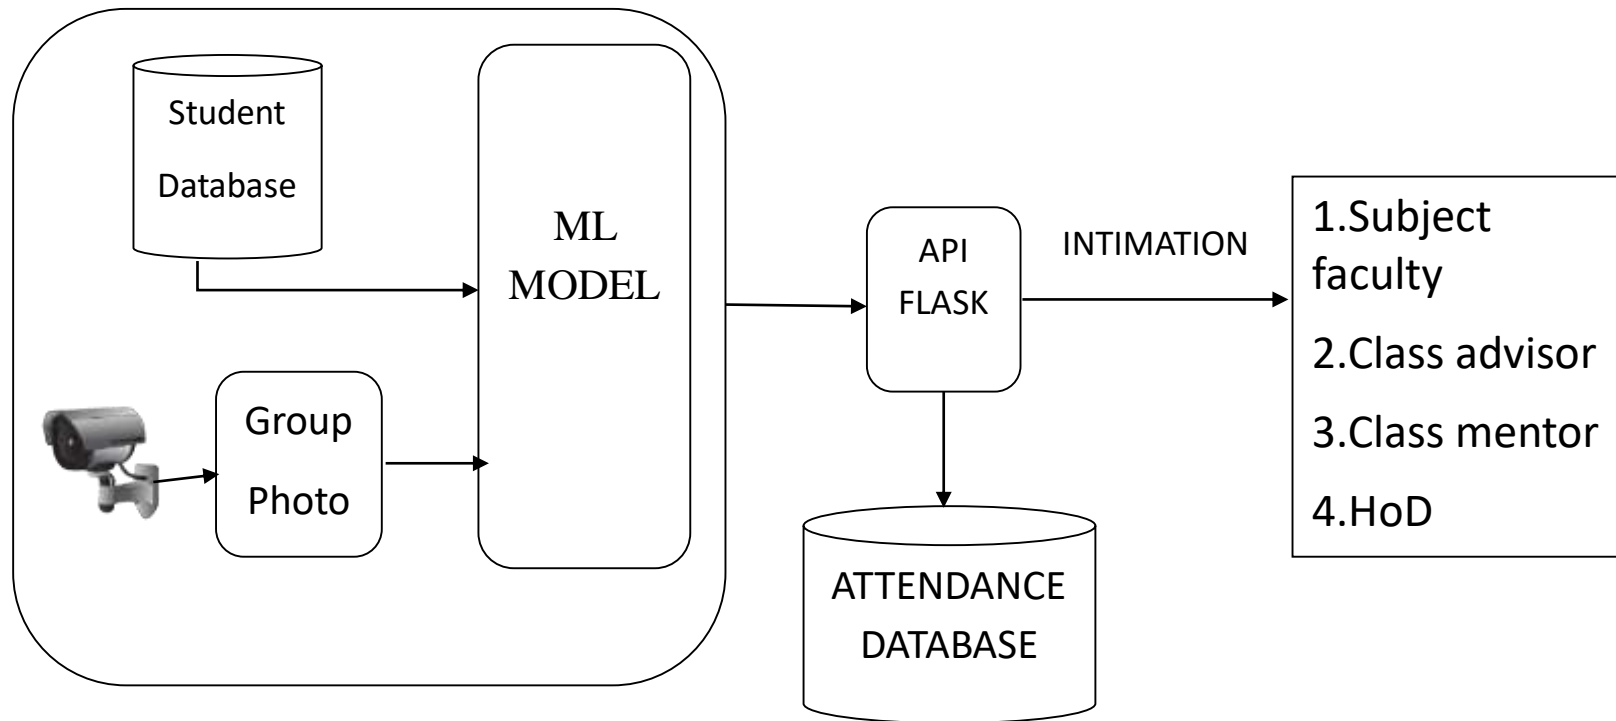 Student
Database
ML
MODEL
Group
Photo
API
FLASK
INTIMATION
ATTENDANCE
DATABASE
1.Subject
faculty
2.Class advisor
3.Class mentor
4.HoD